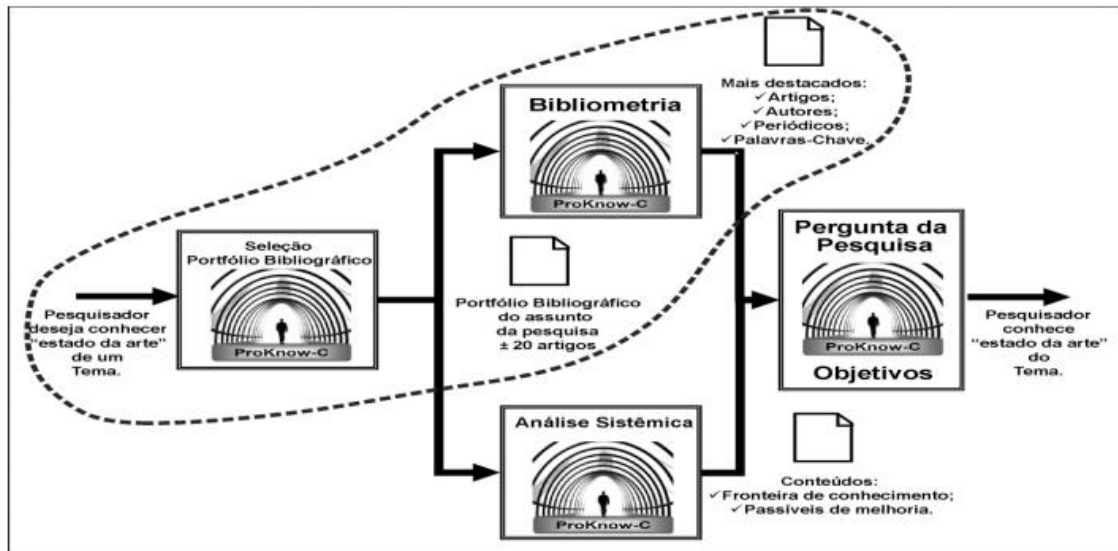 Pesquisador
deseja conhecer
“estado da arte”
de um
Tema.
Seleção
Portfólio Bibliográfico
ProKnow-C
Bibliometria
ProKnow-C
Mais destacados:
✓Artigos;
✓Autores;
✓Periódicos;
✓Palavras-Chave.
Portfólio Bibliográfico
do assunto
da pesquisa
± 20 artigos
Análise Sistêmica
ProKnow-C
Conteúdos:
✓Fronteira de conhecimento;
✓Passíveis de melhoria.
Pergunta da
Pesquisa
ProKnow-C
Objetivos
Pesquisador
conhece
“estado da arte”
do
Tema.